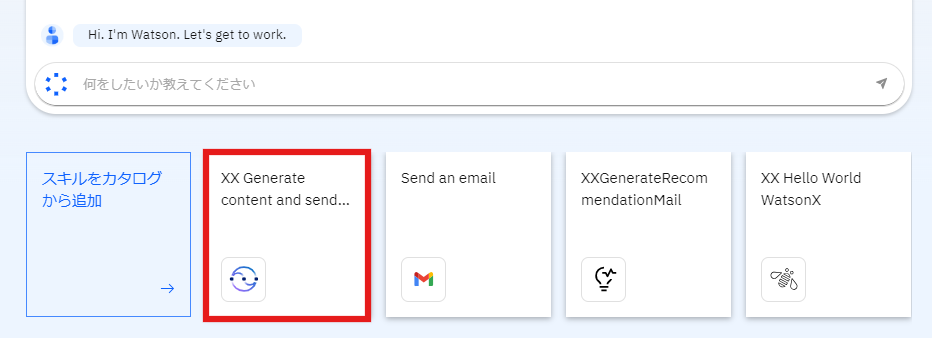 Hi. I'm Watson. Let's get to work.
何をしたいか教えてください
スキルをカタログ
から追加
XX Generate
content and send...
Send an email
XXGenerateRecom
mendationMail
XX Hello World
WatsonX